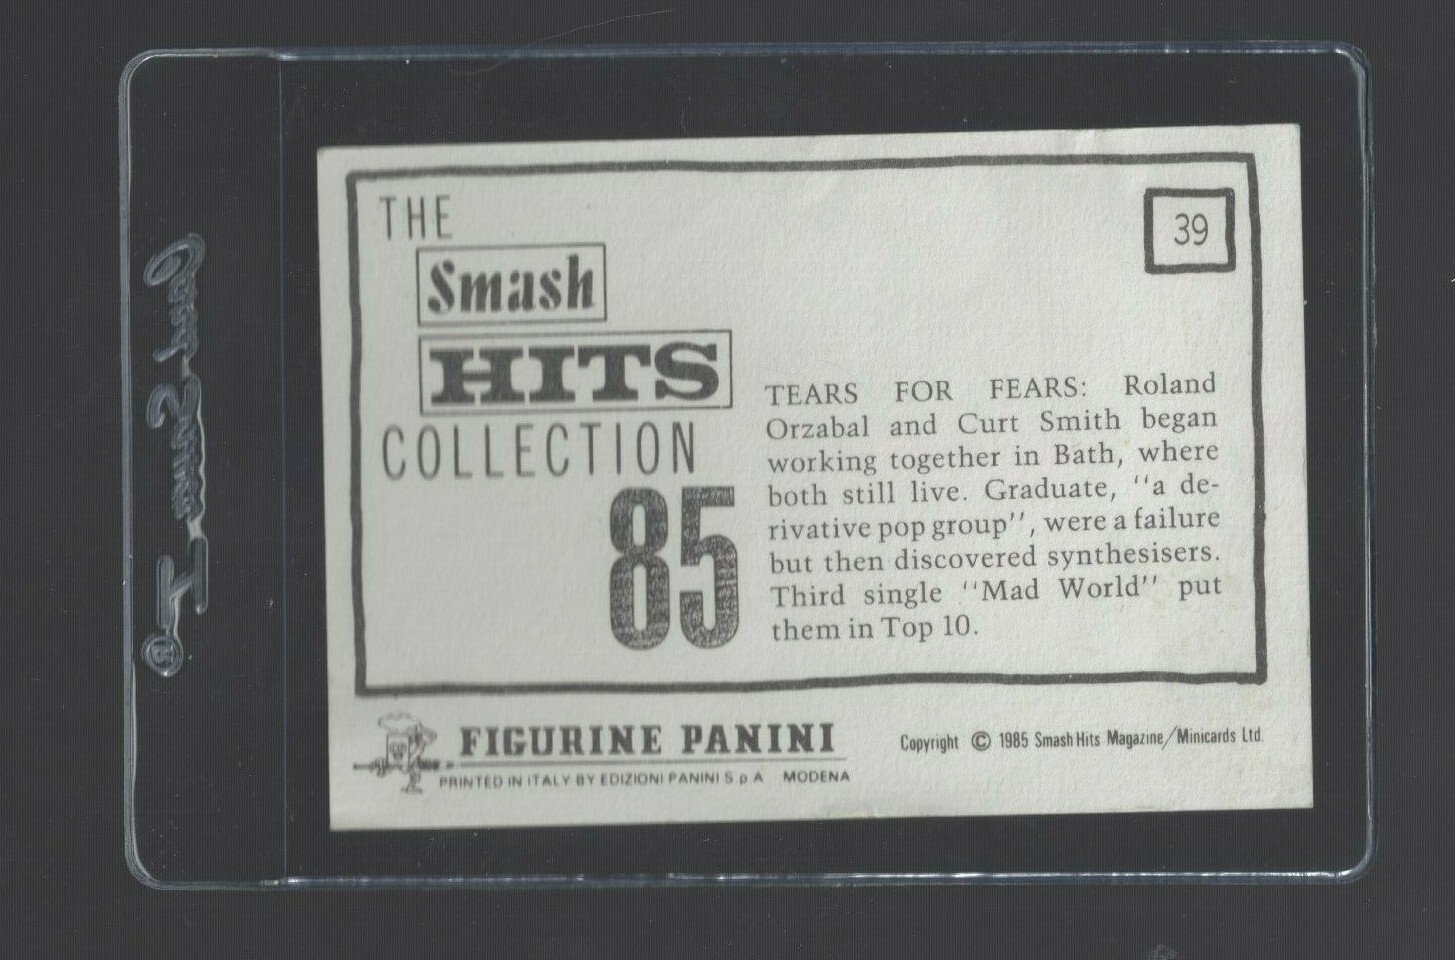 THE
Smash
HITS
COLLECTION
85
39
TEARS FOR FEARS: Roland
Orzabal and Curt Smith began
working together in Bath, where
both still live. Graduate, ‘‘a de-
rivative pop group’’, were a failure
but then discovered synthesisers.
Third single ‘‘Mad World’’ put
them in Top 10.
FIGURINE PANINI
PRINTED IN ITALY BY EDIZIONI PANINI S p A MODENA
Copyright © 1985 Smash Hits Magazine/Minicards Ltd.
Card Saver I ®